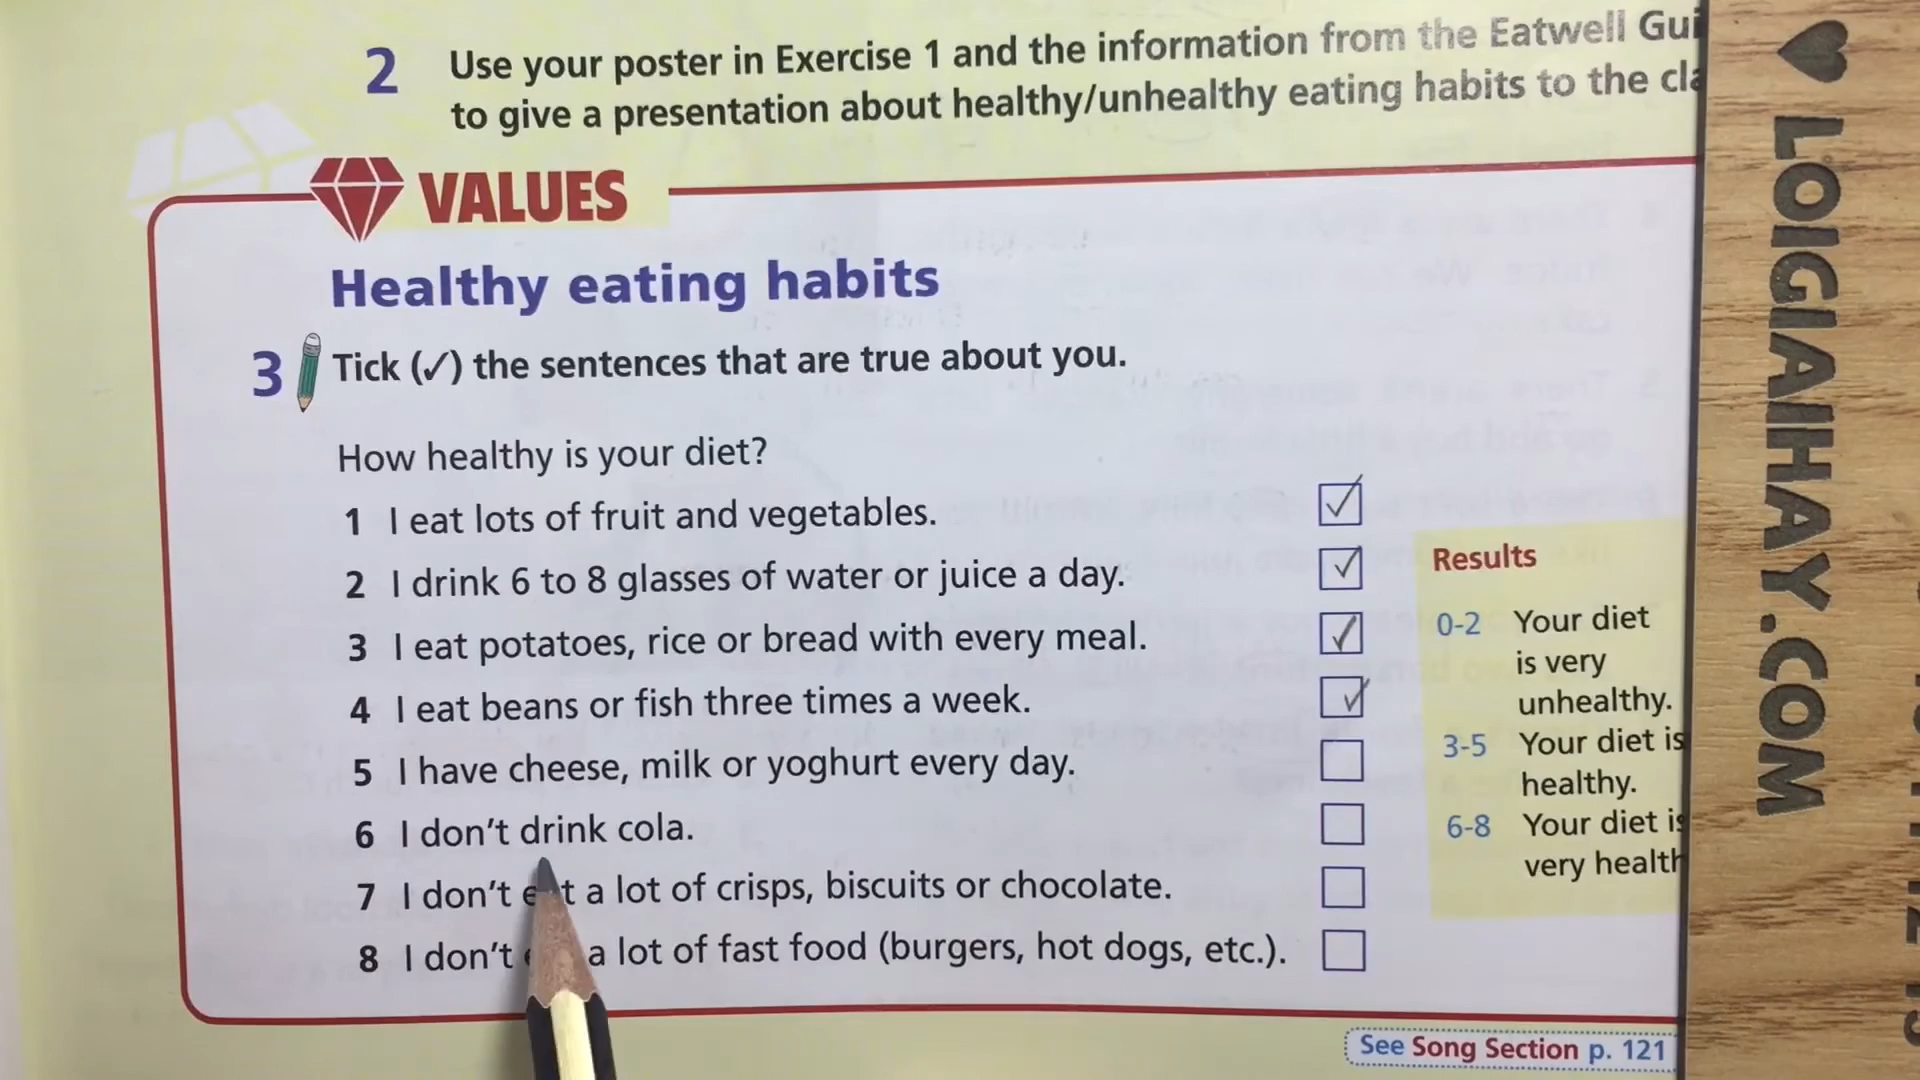 2 Use your poster in Exercise 1 and the information from the Eatwell
to give a presentation about healthy/unhealthy eating habits to the
VALUES
Healthy eating habits
3 Tick (✓) the sentences that are true about you.
How healthy is your diet?
1 I eat lots of fruit and vegetables.
2 I drink 6 to 8 glasses of water or juice a day.
3 I eat potatoes, rice or bread with every meal.
4 I eat beans or fish three times a week.
5 I have cheese, milk or yoghurt every day.
6 I don't drink cola.
7 I don't eat a lot of crisps, biscuits or chocolate.
8 I don't a lot of fast food (burgers, hot dogs, etc.).
Results
0-2 Your diet
is very
unhealthy.
3-5 Your diet is
healthy.
6-8 Your diet is
very health
See Song Section p. 121
LOIGIAIHAY.COM